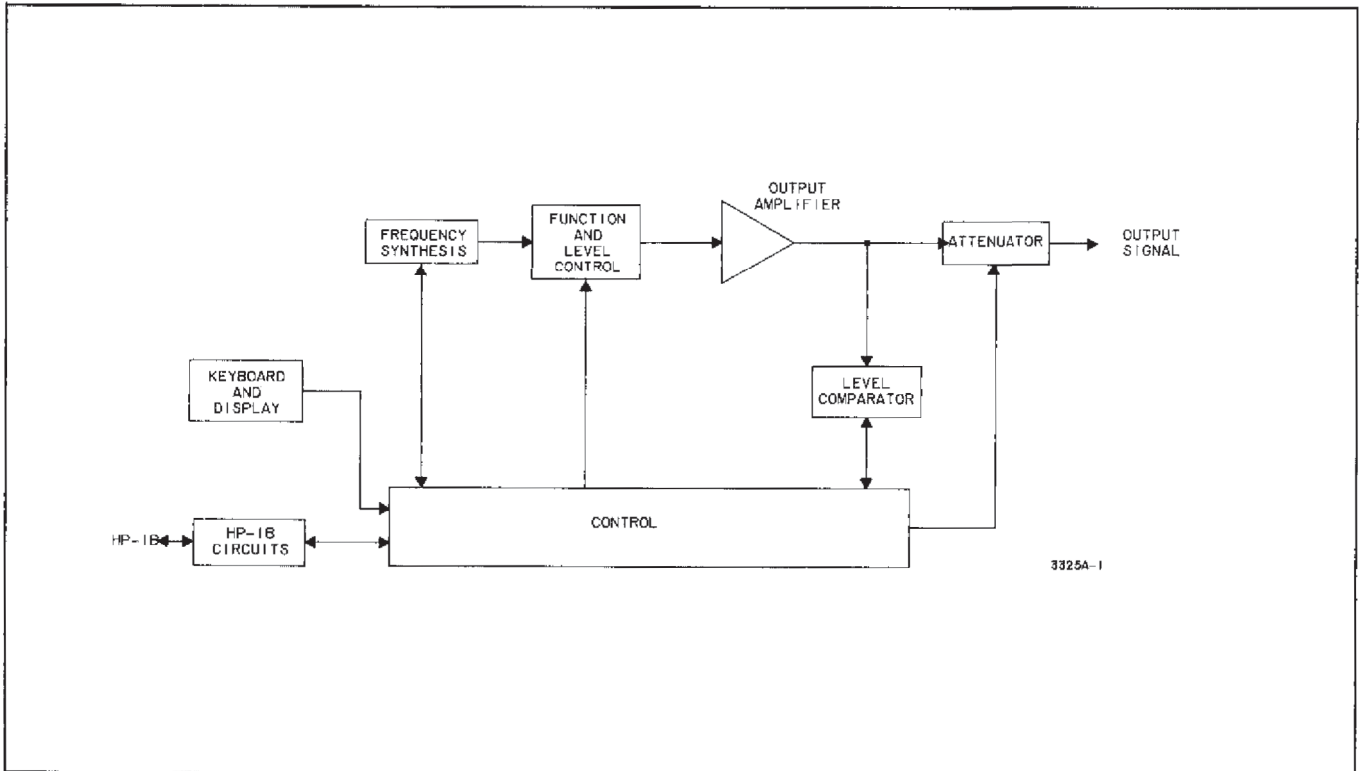 OUTPUT
AMPLIFIER
FREQUENCY
SYNTHESIS
FUNCTION
AND
LEVEL
CONTROL
ATTENUATOR
OUTPUT
SIGNAL
KEYBOARD
AND
DISPLAY
LEVEL
COMPARATOR
HP-IB
HP-IB
CIRCUITS
CONTROL
3325A-1